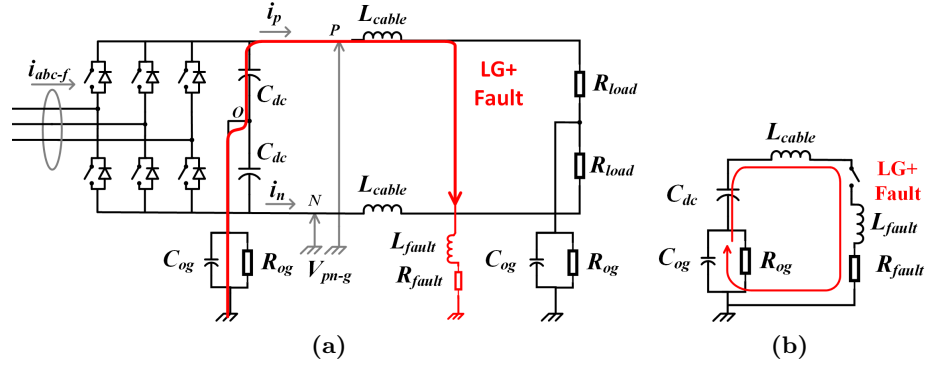 i_p
P
L_cable
i_abc-f
LG+
Fault
C_dc
R_load
O
L_cable
C_dc
L_cable
R_load
LG+
Fault
C_dc
i_n
N
L_fault
C_og
R_og
V_pn-g
L_fault
R_fault
C_og
R_og
C_og
R_og
R_fault
(a)
(b)